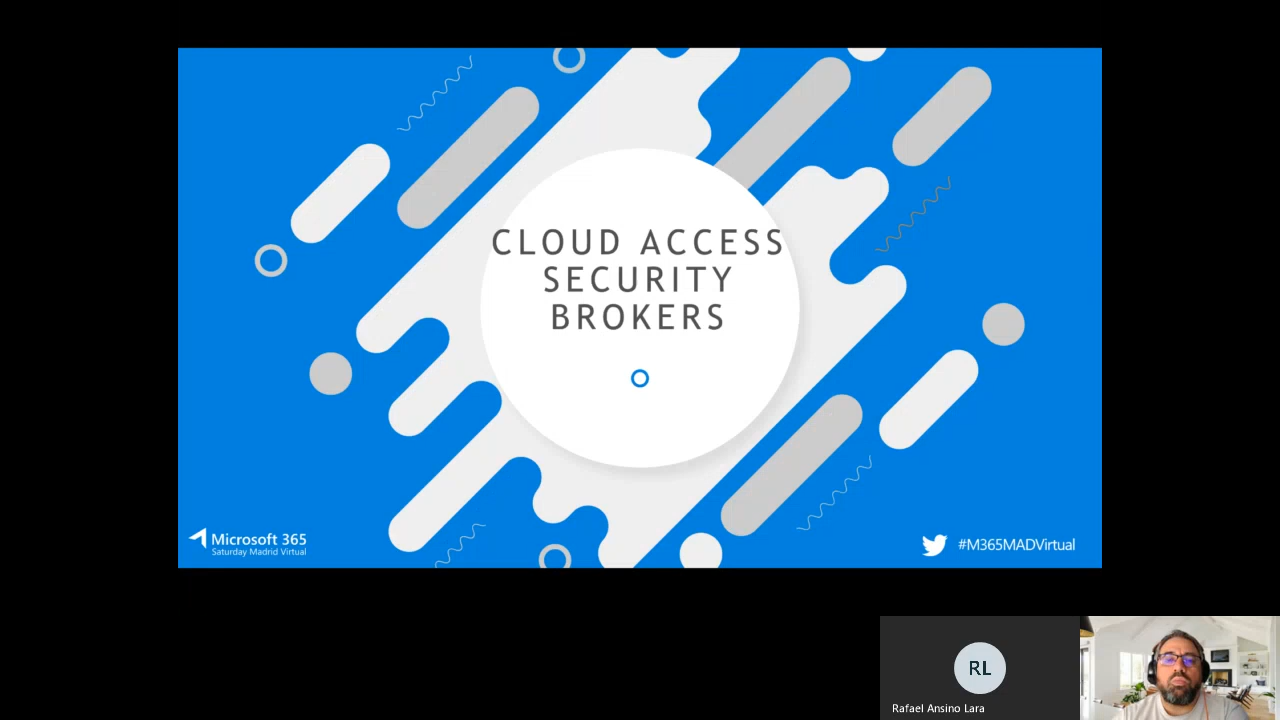 CLOUD ACCESS
SECURITY
BROKERS
Microsoft 365
Saturday Madrid Virtual
#M365MADVirtual
RL
Rafael Ansino Lara